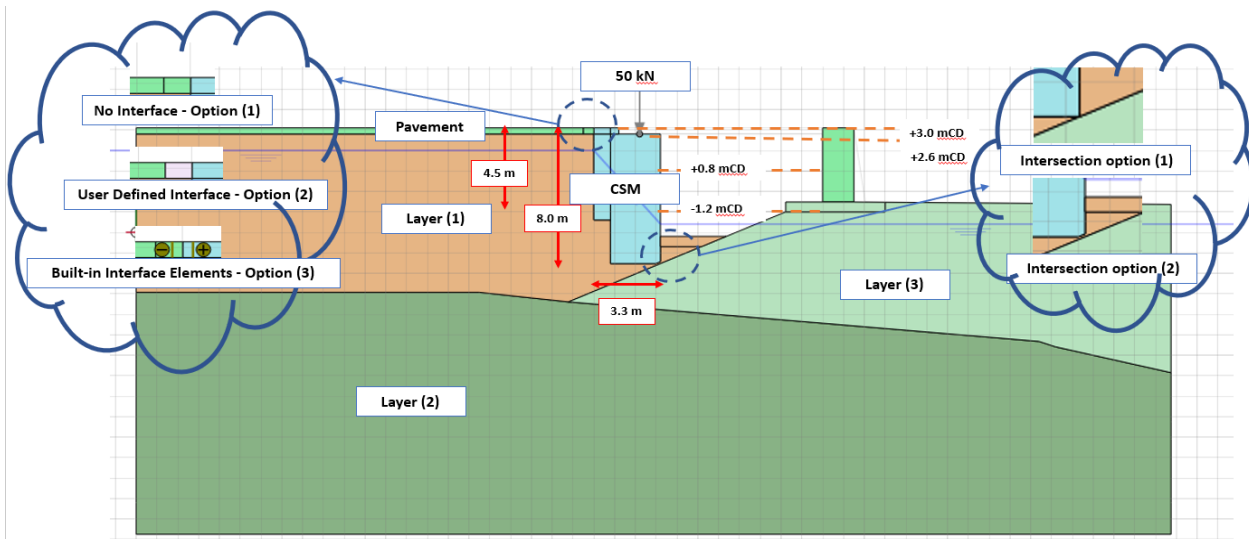 50 kN
No Interface - Option (1)
Pavement
+3.0 mCD
+2.6 mCD
Intersection option (1)
+0.8 mCD
4.5 m
User Defined Interface - Option (2)
CSM
Layer (1)
8.0 m
-1.2 mCD
Built-in Interface Elements - Option (3)
Intersection option (2)
Layer (3)
3.3 m
Layer (2)